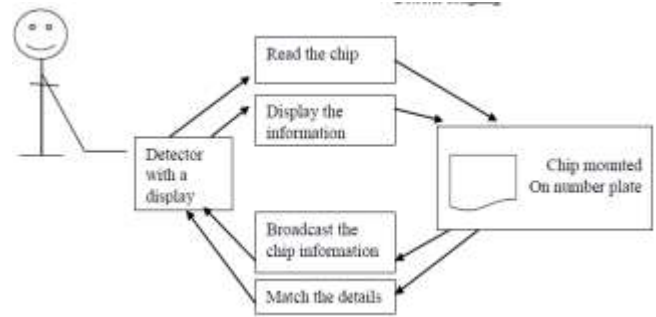 Read the chip
Display the
information
Detector
with a
display
Chip mounted
On number plate
Broadcast the
chip information
Match the details